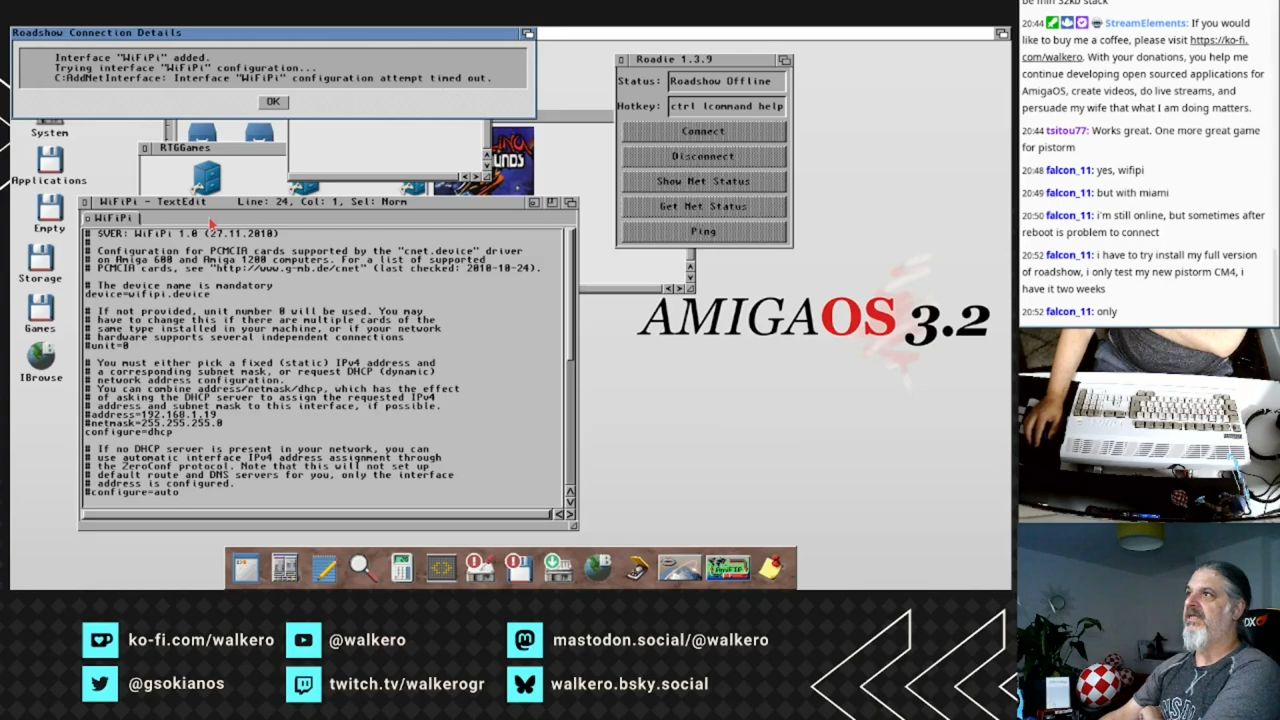 Roadshow Connection Details
Interface "WiFiPi" added.
Trying interface "WiFiPi" configuration...
C:AddNetInterface: Interface "WiFiPi" configuration attempt timed out.
OK
System
Applications
Empty
Storage
Games
IBrowse
RTGGames
WiFiPi - TextEdit Line: 24, Col: 1, Sel: Norm
WiFiPi
# $VER: WiFiPi 1.0 (27.11.2010)
#
# Configuration for PCMCIA cards supported by the "cnet.device" driver
# on Amiga 600 and Amiga 1200 computers. For a list of supported
# PCMCIA cards, see "http://www.g-mb.de/cnet" (last checked: 2010-10-24).
# The device name is mandatory
device=wifipi.device
# If not provided, unit number 0 will be used. You may
# have to change this if there are multiple cards of the
# same type installed in your machine, or if your network
# hardware supports several independent connections
#unit=0
# You must either pick a fixed (static) IPv4 address and
# a corresponding subnet mask, or request DHCP (dynamic)
# network address configuration.
# You can combine address/netmask/dhcp, which has the effect
# of asking the DHCP server to assign the requested IPv4
# address and subnet mask to this interface, if possible.
#address=192.168.1.19
#netmask=255.255.255.0
configure=dhcp
# If no DHCP server is present in your network, you can
# use automatic interface IPv4 address assignment through
# the ZeroConf protocol. Note that this will not set up
# default route and DNS servers for you, only the interface
# address is configured.
#configure=auto
Roadie 1.3.9
Status: Roadshow Offline
Hotkey: ctrl lcommand help
Connect
Disconnect
Show Net Status
Get Net Status
Ping
AMIGAOS 3.2
be min 32kb stack
20:44 StreamElements: If you would
like to buy me a coffee, please visit https://ko-fi.
com/walkero. With your donations, you help me
continue developing open sourced applications for
AmigaOS, create videos, do live streams, and
persuade my wife that what I am doing matters.
20:44 tsitou77: Works great. One more great game
for pistorm
20:48 falcon_11: yes, wifipi
20:49 falcon_11: but with miami
20:50 falcon_11: i'm still online, but sometimes after
reboot is problem to connect
20:52 falcon_11: i have to try install my full version
of roadshow, i only test my new pistorm CM4, i
have it two weeks
20:52 falcon_11: only
ko-fi.com/walkero
@walkero
mastodon.social/@walkero
@gsokianos
twitch.tv/walkerogr
walkero.bsky.social